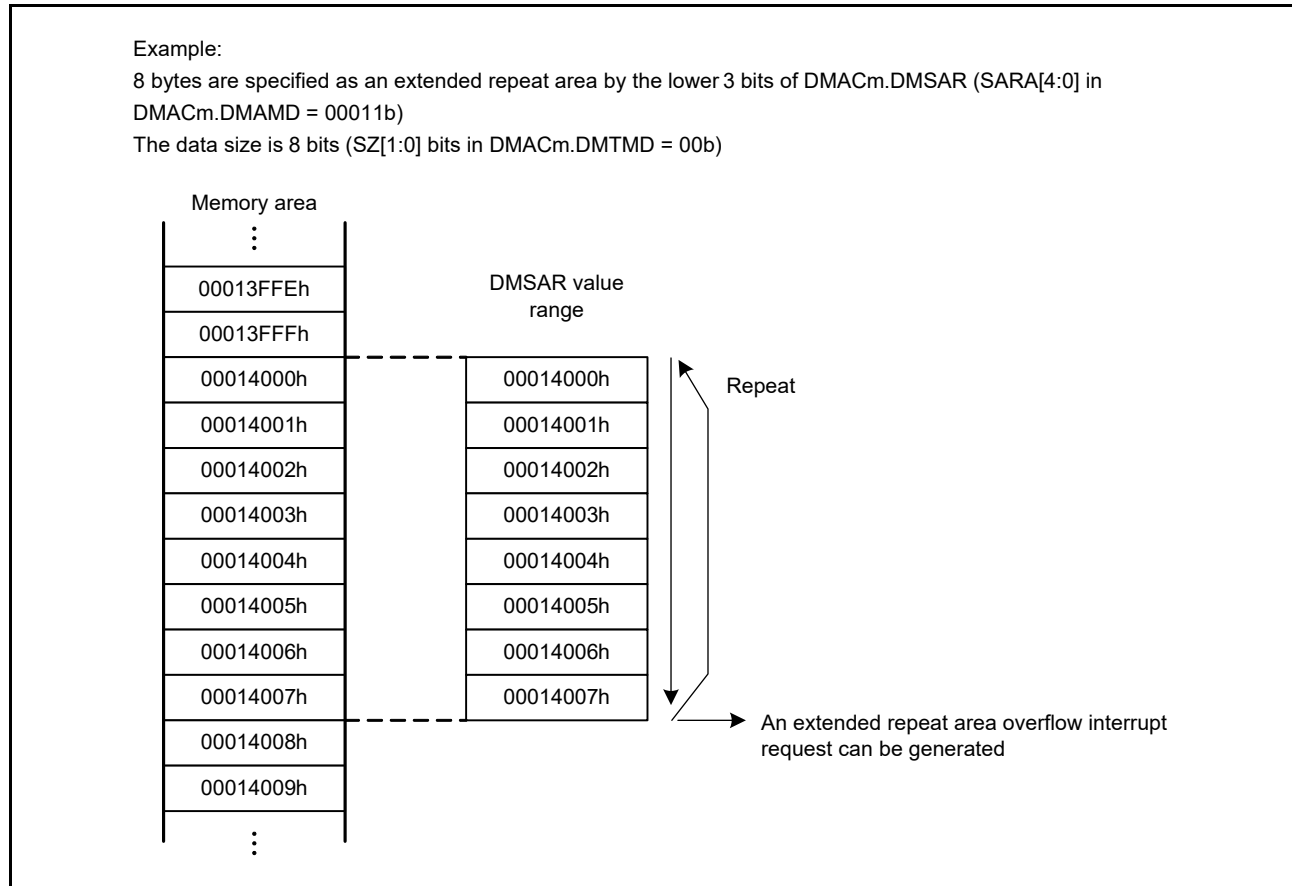 Example:
8 bytes are specified as an extended repeat area by the lower 3 bits of DMACm.DMSAR (SARA[4:0] in
DMACm.DMAMD = 00011b)
The data size is 8 bits (SZ[1:0] bits in DMACm.DMTMD = 00b)
Memory area
00013FFEh
00013FFFh
00014000h
00014001h
00014002h
00014003h
00014004h
00014005h
00014006h
00014007h
00014008h
00014009h
DMSAR value
range
00014000h
00014001h
00014002h
00014003h
00014004h
00014005h
00014006h
00014007h
Repeat
An extended repeat area overflow interrupt
request can be generated